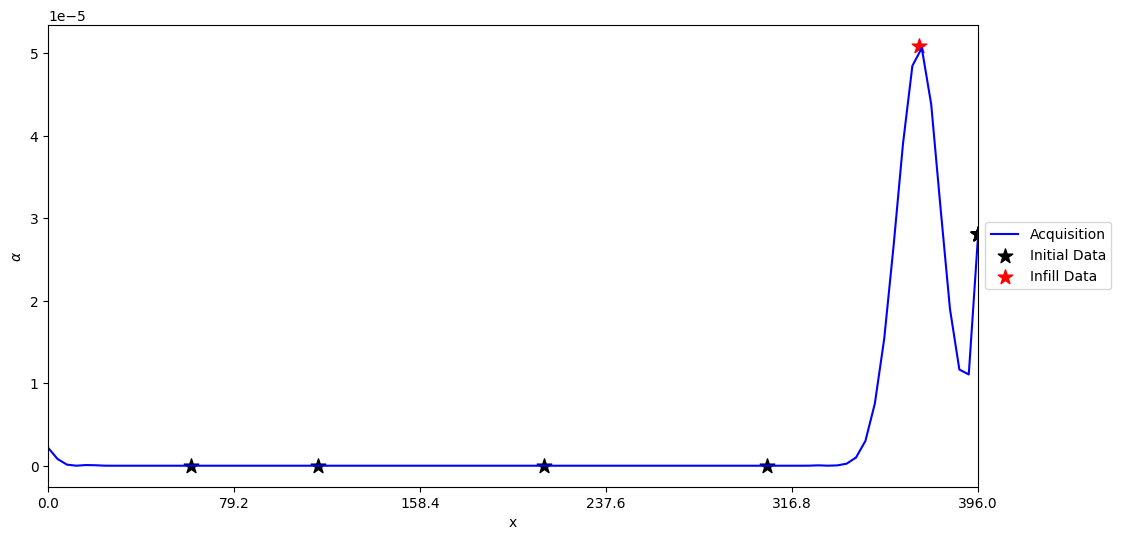 1e−5
5
4
3
2
1
0
α
0.0 79.2 158.4 237.6 316.8 396.0
x
Acquisition
Initial Data
Infill Data